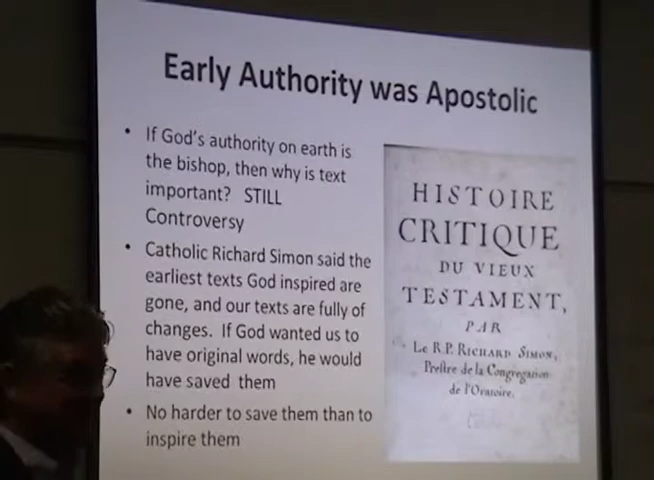 Early Authority was Apostolic
• If God's authority on earth is
the bishop, then why is text
important? STILL
Controversy
• Catholic Richard Simon said the
earliest texts God inspired are
gone, and our texts are fully of
changes. If God wanted us to
have original words, he would
have saved them
• No harder to save them than to
inspire them
HISTOIRE
CRITIQUE
DU VIEUX
TESTAMENT,
PAR
Le R.P. RICHARD SIMON,
Prestre de la Congregation
de l'Oratoire.